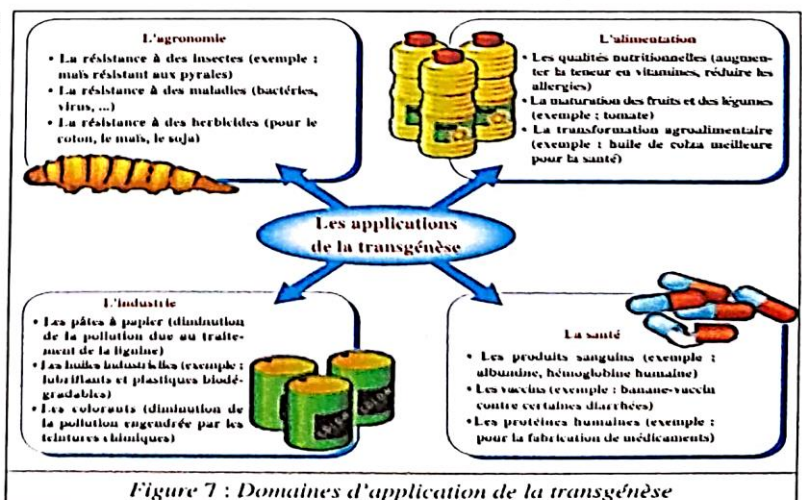 L'agronomie
• La résistance à des insectes (exemple :
maïs résistant aux pyrales)
• La résistance à des maladies (bactéries,
virus, ...)
• La résistance à des herbicides (pour le
coton, le maïs, le soja)
L'alimentation
• Les qualités nutritionnelles (augmen-
ter la teneur en vitamines, réduire les
allergies)
• La maturation des fruits et des légumes
(exemple : tomate)
• La transformation agroalimentaire
(exemple : huile de colza meilleure
pour la santé)
Les applications
de la transgénèse
L'industrie
• Les pâtes à papier (diminution
de la pollution due au traite-
ment de la lignine)
• Les huiles industrielles (exemple :
lubrifiants et plastiques biodé-
gradables)
• Les colorants (diminution de
la pollution engendrée par les
teintures chimiques)
La santé
• Les produits sanguins (exemple :
albumine, hémoglobine humaine)
• Les vaccins (exemple : banane-vaccin
contre certaines diarrhées)
• Les protéines humaines (exemple :
pour la fabrication de médicaments)
Figure 7 : Domaines d'application de la transgénèse